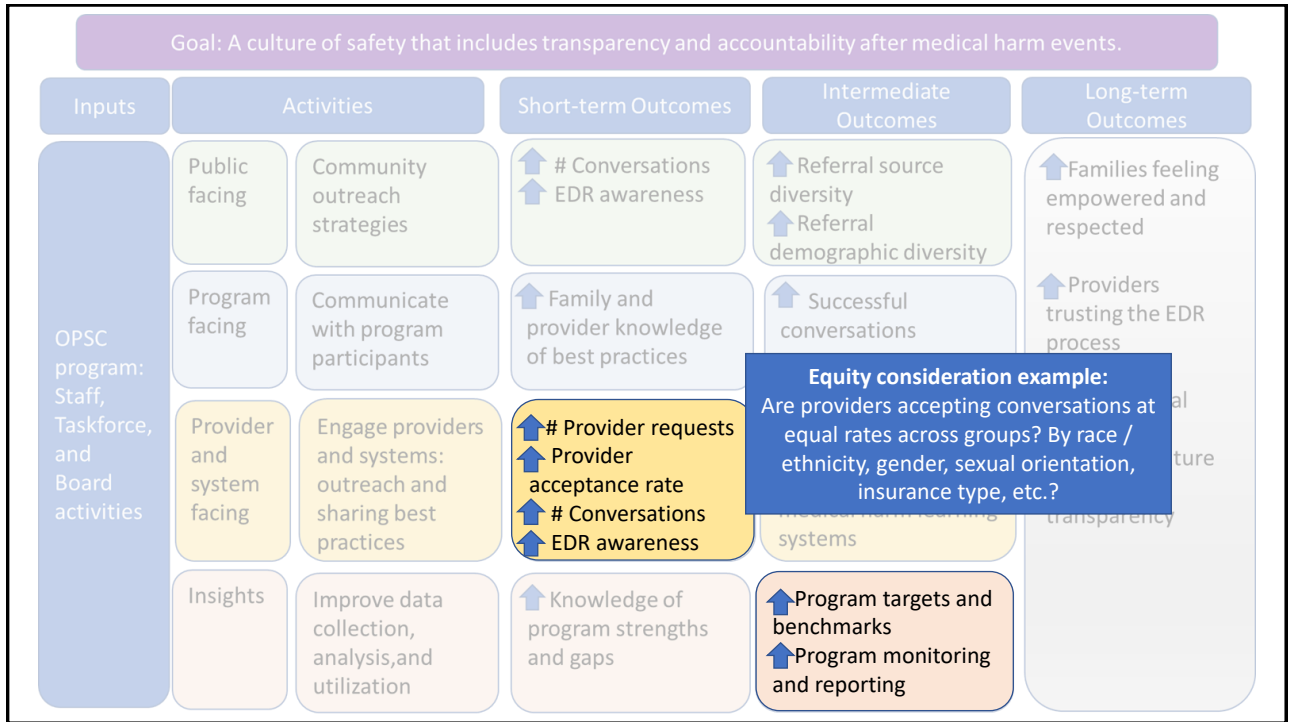 Goal: A culture of safety that includes transparency and accountability after medical harm events.
Inputs
Activities
Short-term Outcomes
Intermediate
Outcomes
Long-term
Outcomes
OPSC
program:
Staff,
Taskforce,
and
Board
activities
Public
facing
Community
outreach
strategies
# Conversations
EDR awareness
Referral source
diversity
Referral
demographic diversity
Families feeling
empowered and
respected
Program
facing
Communicate
with program
participants
Family and
provider knowledge
of best practices
Successful
conversations
Providers
trusting the EDR
process
Equity consideration example:
Are providers accepting conversations at
equal rates across groups? By race /
ethnicity, gender, sexual orientation,
insurance type, etc.?
al
ture
transparency
Provider
and
system
facing
Engage providers
and systems:
outreach and
sharing best
practices
# Provider requests
Provider
acceptance rate
# Conversations
EDR awareness
medical harm learning
systems
Insights
Improve data
collection,
analysis,and
utilization
Knowledge of
program strengths
and gaps
Program targets and
benchmarks
Program monitoring
and reporting